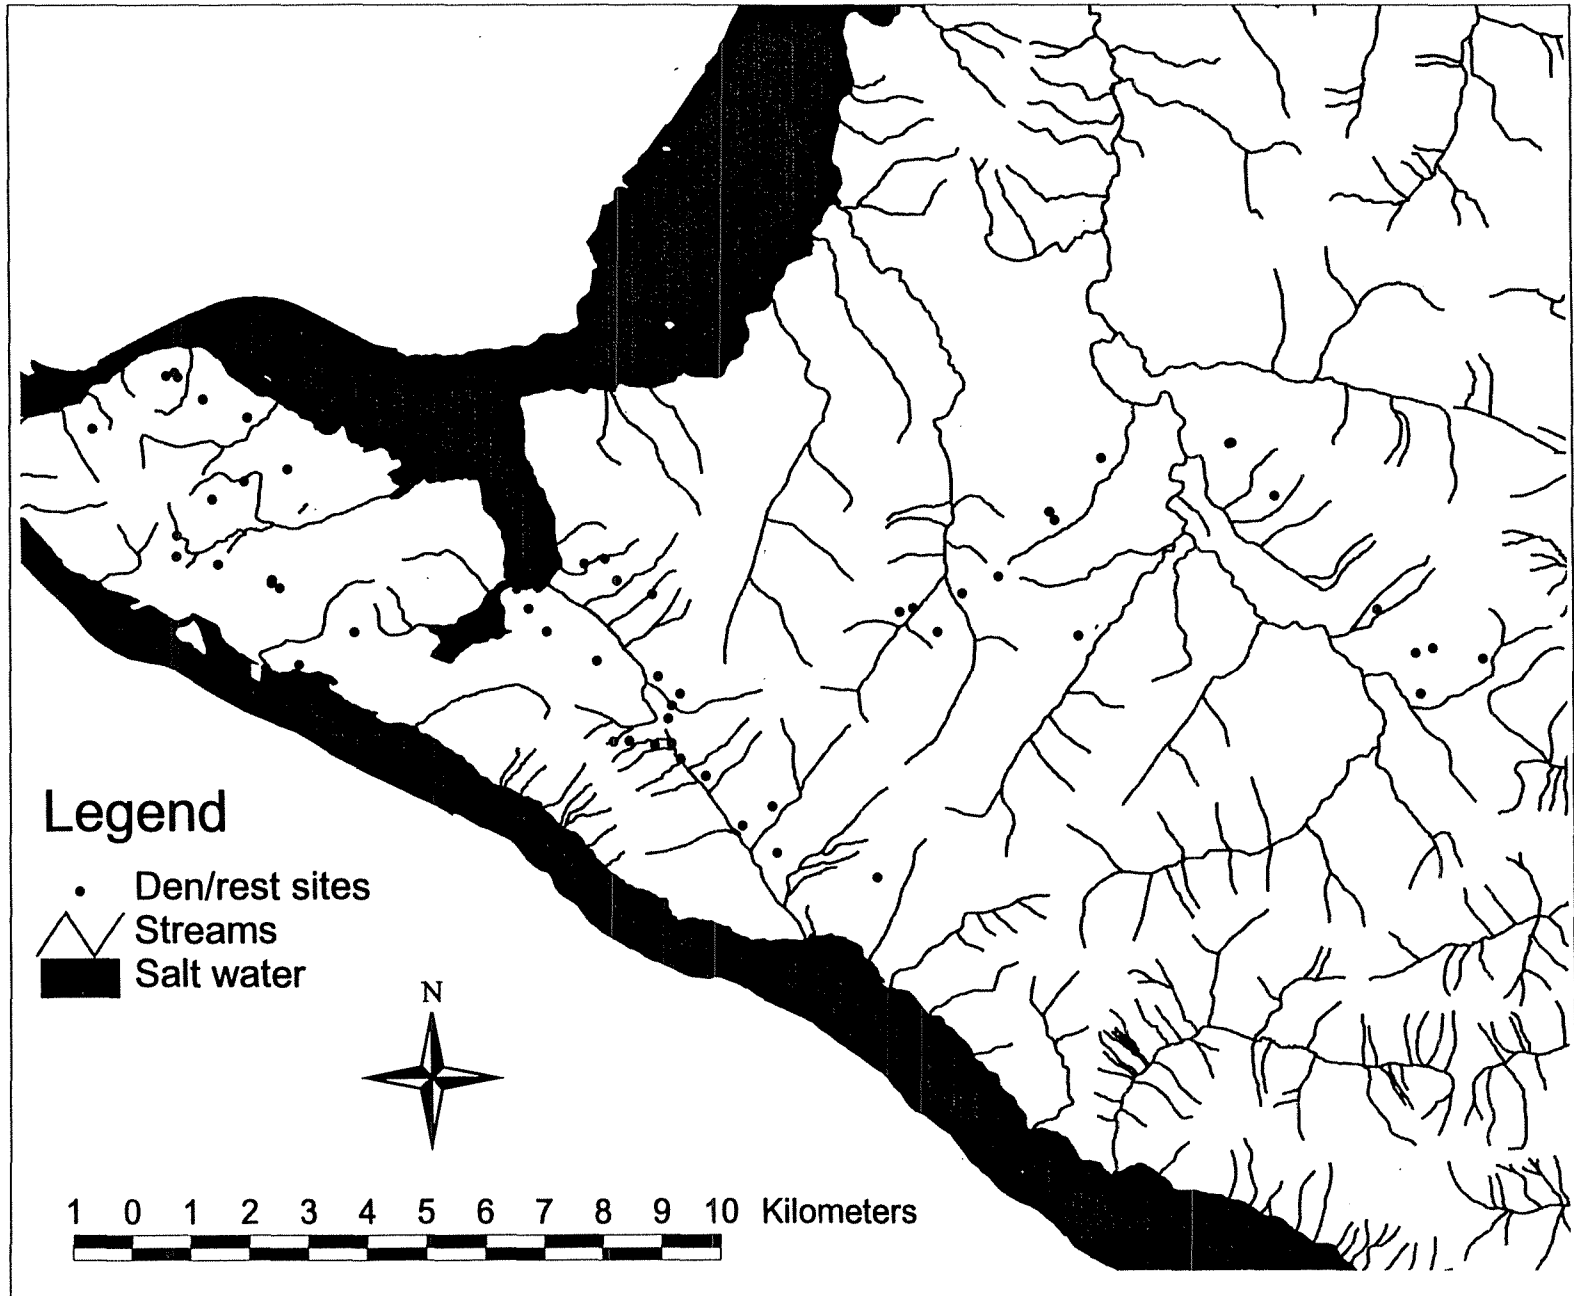 Legend
Den/rest sites
Streams
Salt water
N
1 0 1 2 3 4 5 6 7 8 9 10 Kilometers